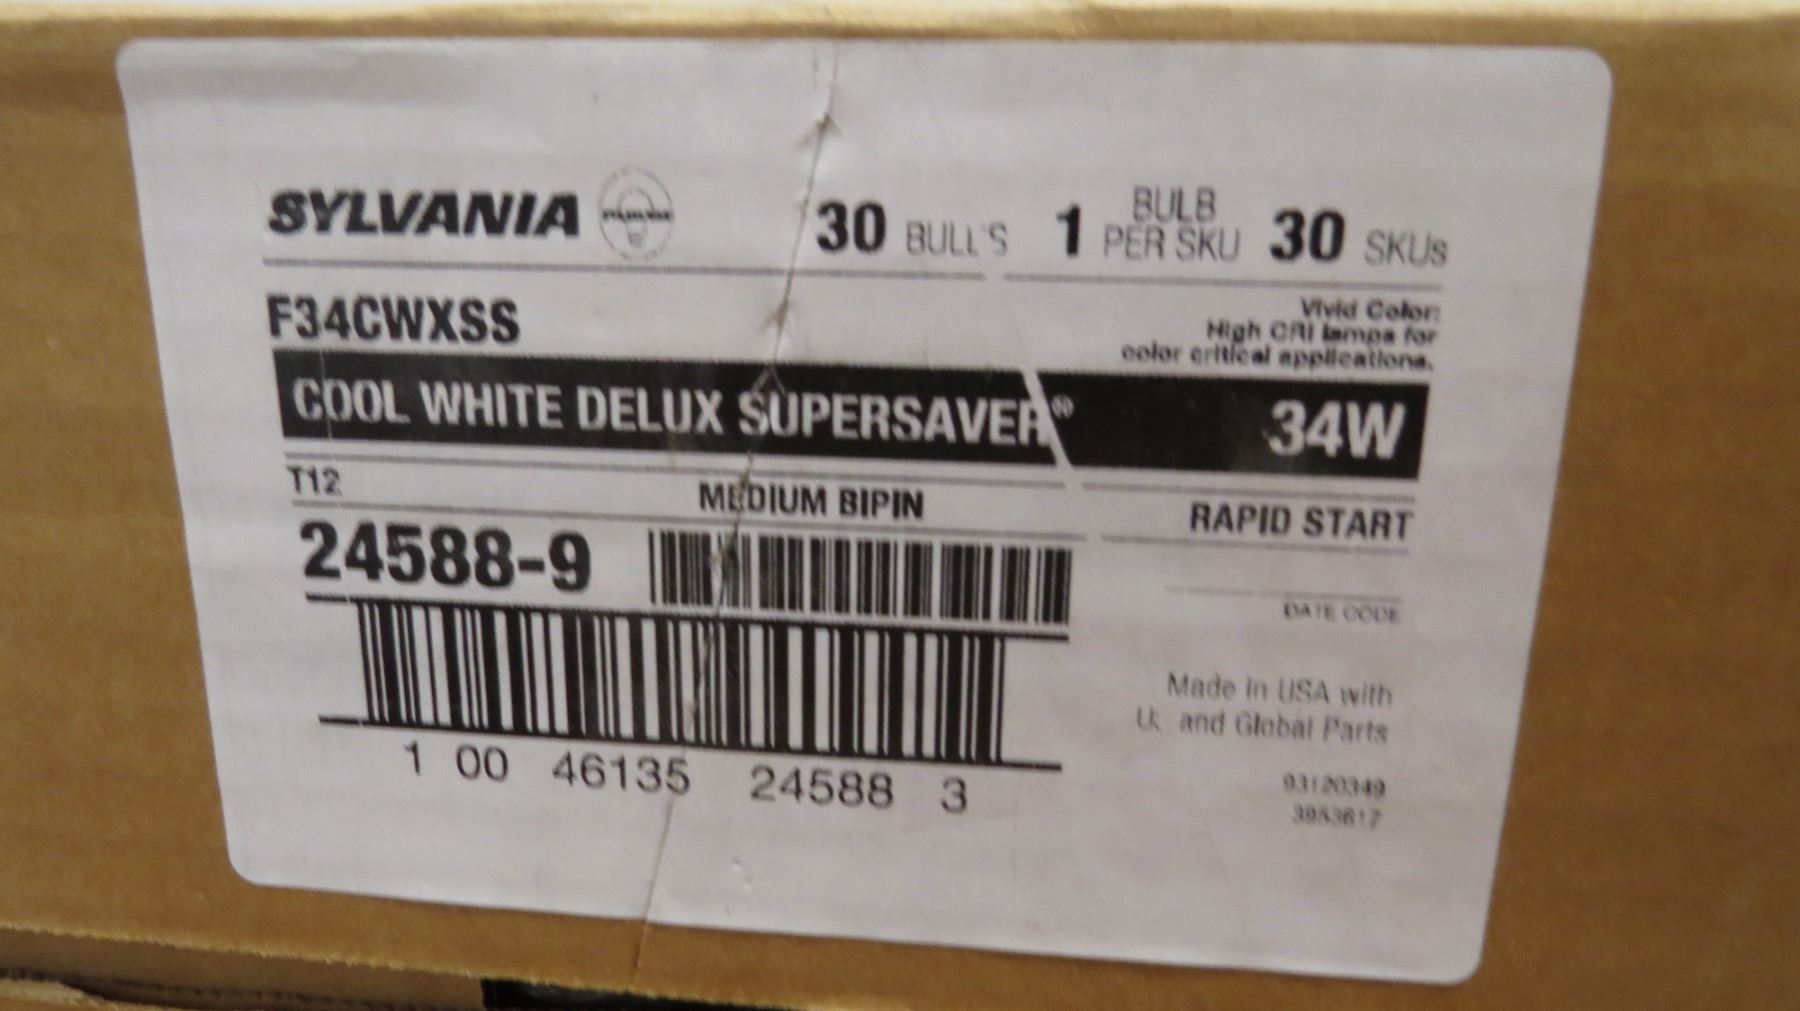 SYLVANIA
30 BULL'S 1 BULB PER SKU 30 SKUs
F34CWXSS
Vivid Color:
High CRI lamps for
color critical applications.
COOL WHITE DELUX SUPERSAVER® 34W
T12 MEDIUM BIPIN RAPID START
24588-9
DATE CODE
Made In USA with
U. and Global Parts
1 00 46135 24588 3
93120349
3953617